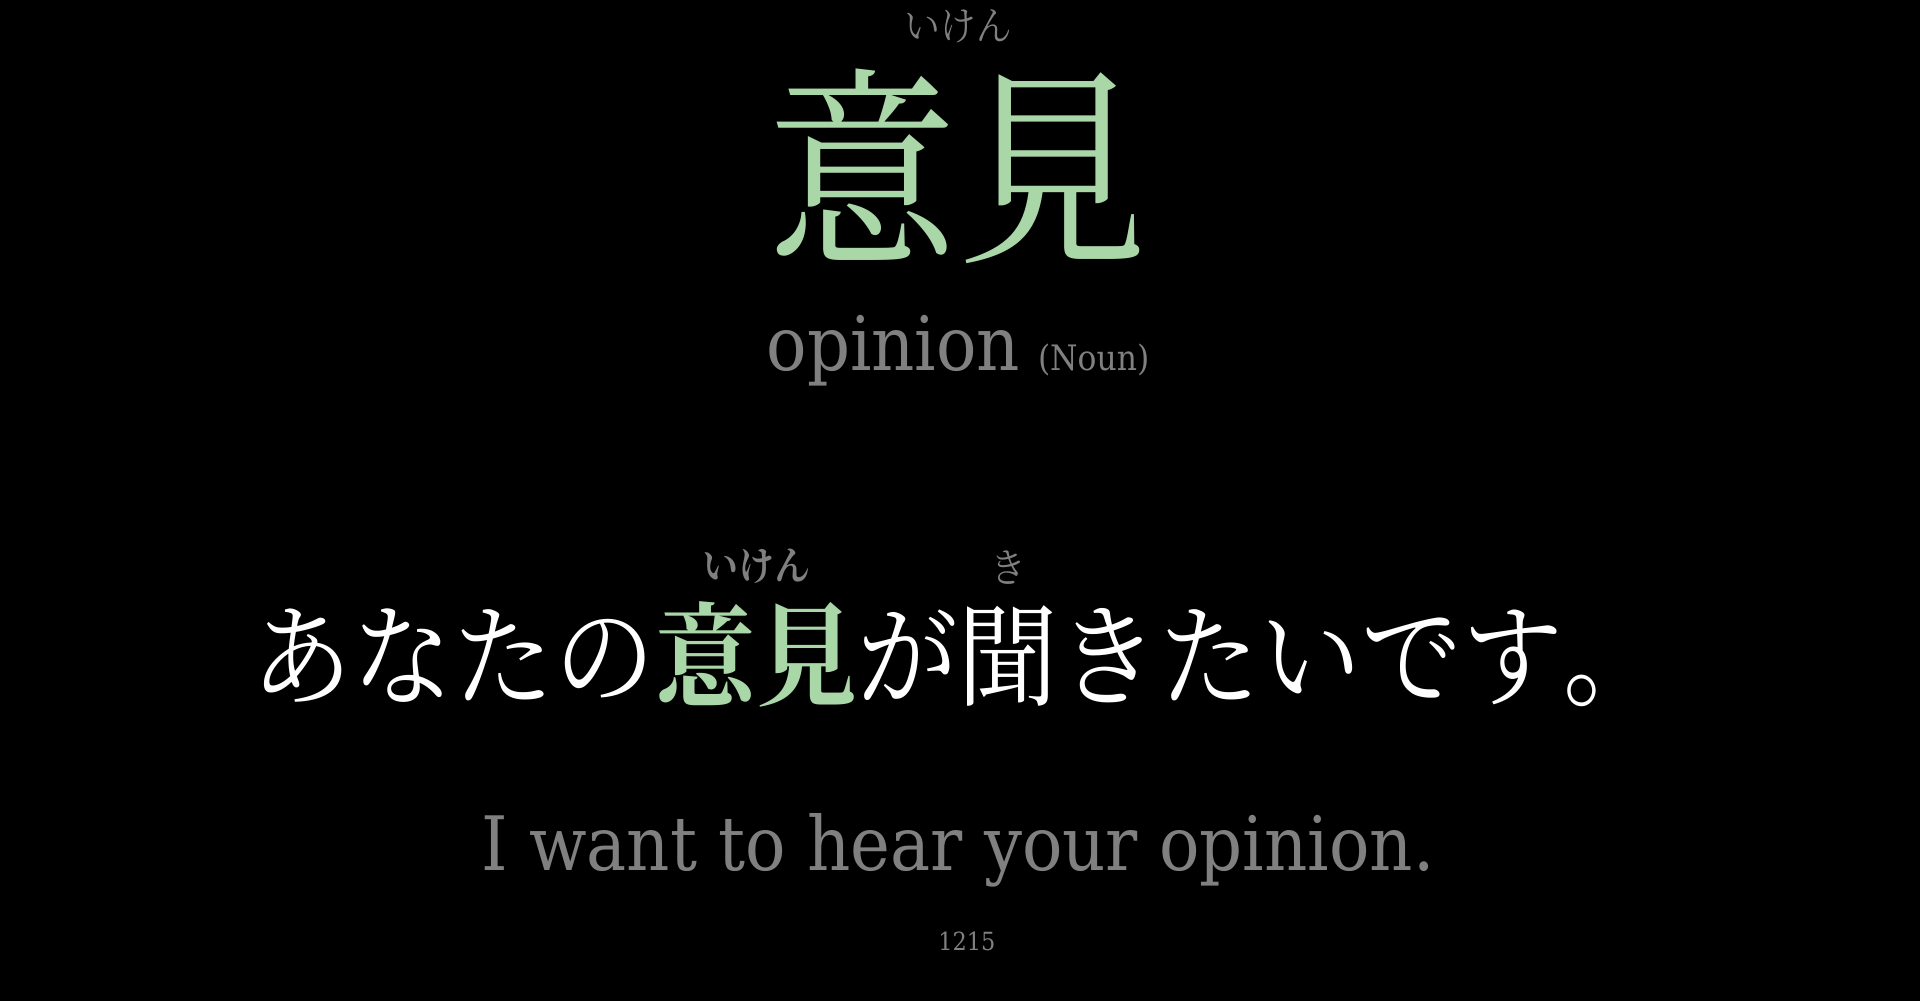 いけん
意見
opinion (Noun)
いけん き
あなたの意見が聞きたいです。
I want to hear your opinion.
1215